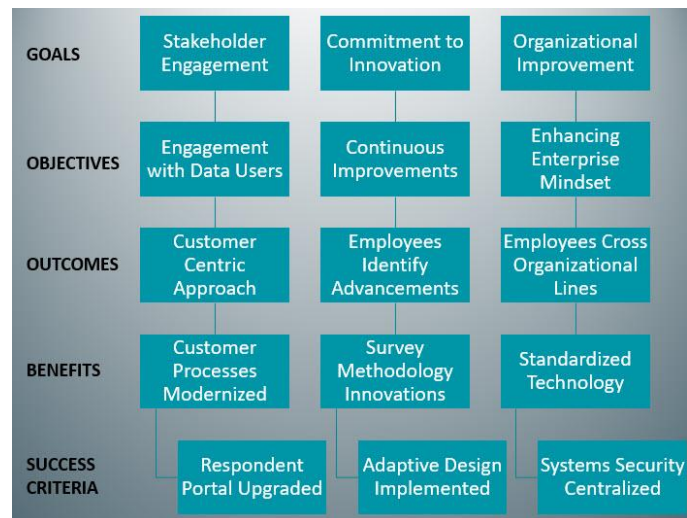 GOALS
Stakeholder
Engagement
Commitment to
Innovation
Organizational
Improvement
OBJECTIVES
Engagement
with Data Users
Continuous
Improvements
Enhancing
Enterprise
Mindset
OUTCOMES
Customer
Centric
Approach
Employees
Identify
Advancements
Employees Cross
Organizational
Lines
BENEFITS
Customer
Processes
Modernized
Survey
Methodology
Innovations
Standardized
Technology
SUCCESS
CRITERIA
Respondent
Portal Upgraded
Adaptive Design
Implemented
Systems Security
Centralized